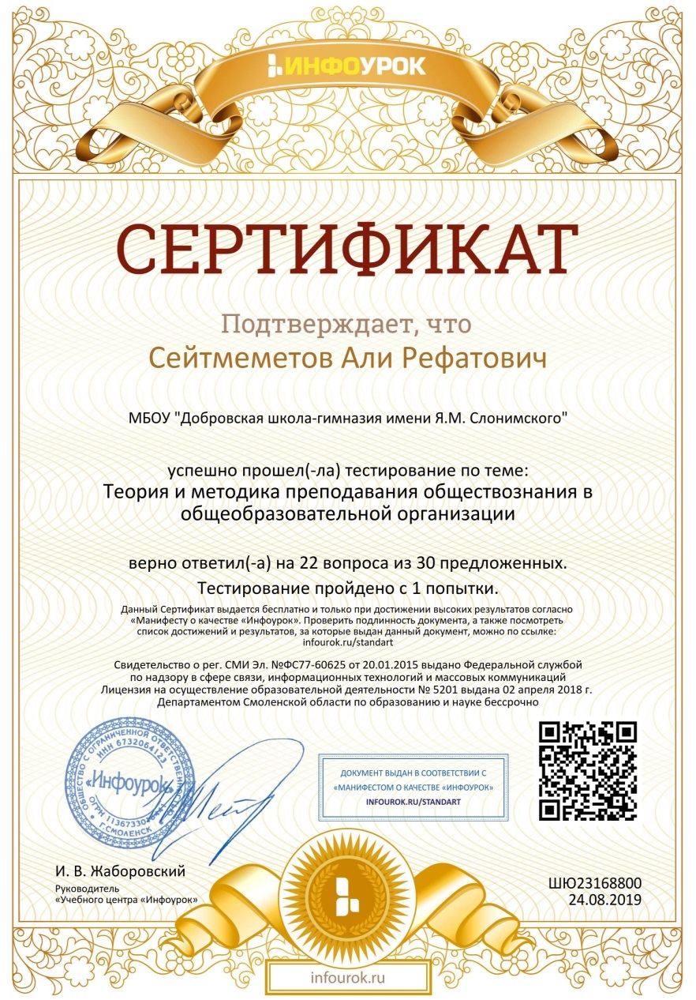 ИНФОУРОК
СЕРТИФИКАТ
Подтверждает, что
Сейтмеметов Али Рефатович
МБОУ "Добровская школа-гимназия имени Я.М. Слонимского"
успешно прошел(-ла) тестирование по теме:
Теория и методика преподавания обществознания в
общеобразовательной организации
верно ответил(-а) на 22 вопроса из 30 предложенных.
Тестирование пройдено с 1 попытки.
Данный Сертификат выдается бесплатно и только при достижении высоких результатов согласно
«Манифесту о качестве «Инфоурок». Проверить подлинность документа, а также посмотреть
список достижений и результатов, за которые выдан данный документ, можно по ссылке:
infourok.ru/standart
Свидетельство о рег. СМИ Эл. №ФС77-60625 от 20.01.2015 выдано Федеральной службой
по надзору в сфере связи, информационных технологий и массовых коммуникаций
Лицензия на осуществление образовательной деятельности № 5201 выдана 02 апреля 2018 г.
Департаментом Смоленской области по образованию и науке бессрочно
ОБЩЕСТВО С ОГРАНИЧЕННОЙ ОТВЕТСТВЕННОСТЬЮ
ИНН 6732064123
«Инфоурок»
ОГРН
г.СМОЛЕНСК
ДОКУМЕНТ ВЫДАН В СООТВЕТСТВИИ С
«МАНИФЕСТОМ О КАЧЕСТВЕ «ИНФОУРОК»
INFOUROK.RU/STANDART
И. В. Жаборовский
Руководитель
«Учебного центра «Инфоурок»
ШЮ23168800
24.08.2019
infourok.ru